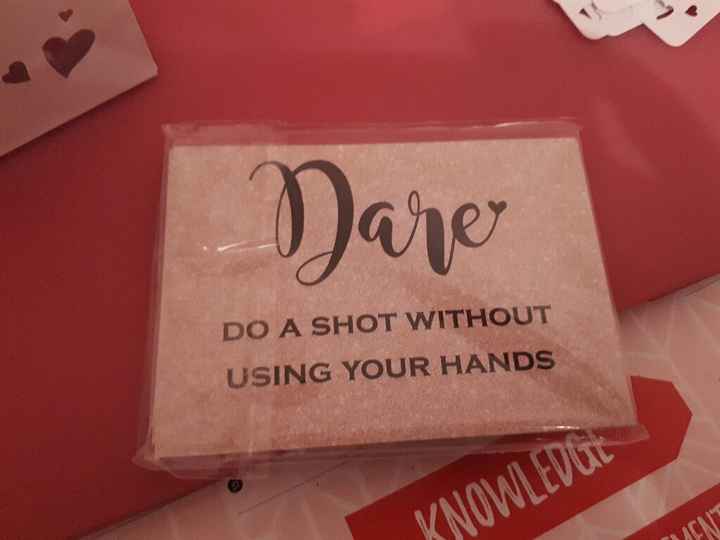 Dare
DO A SHOT WITHOUT
USING YOUR HANDS
KNOWLEDGE